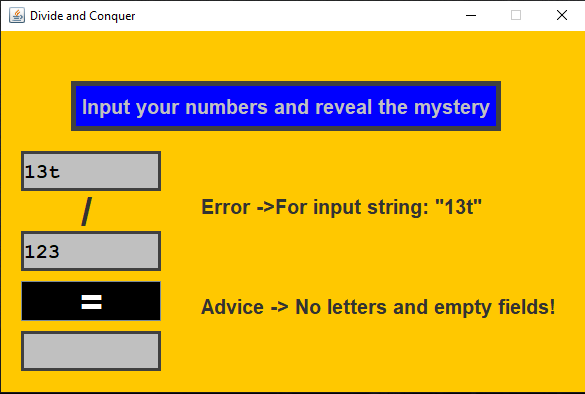 Divide and Conquer
Input your numbers and reveal the mystery
13t
/
Error ->For input string: "13t"
123
=
Advice -> No letters and empty fields!